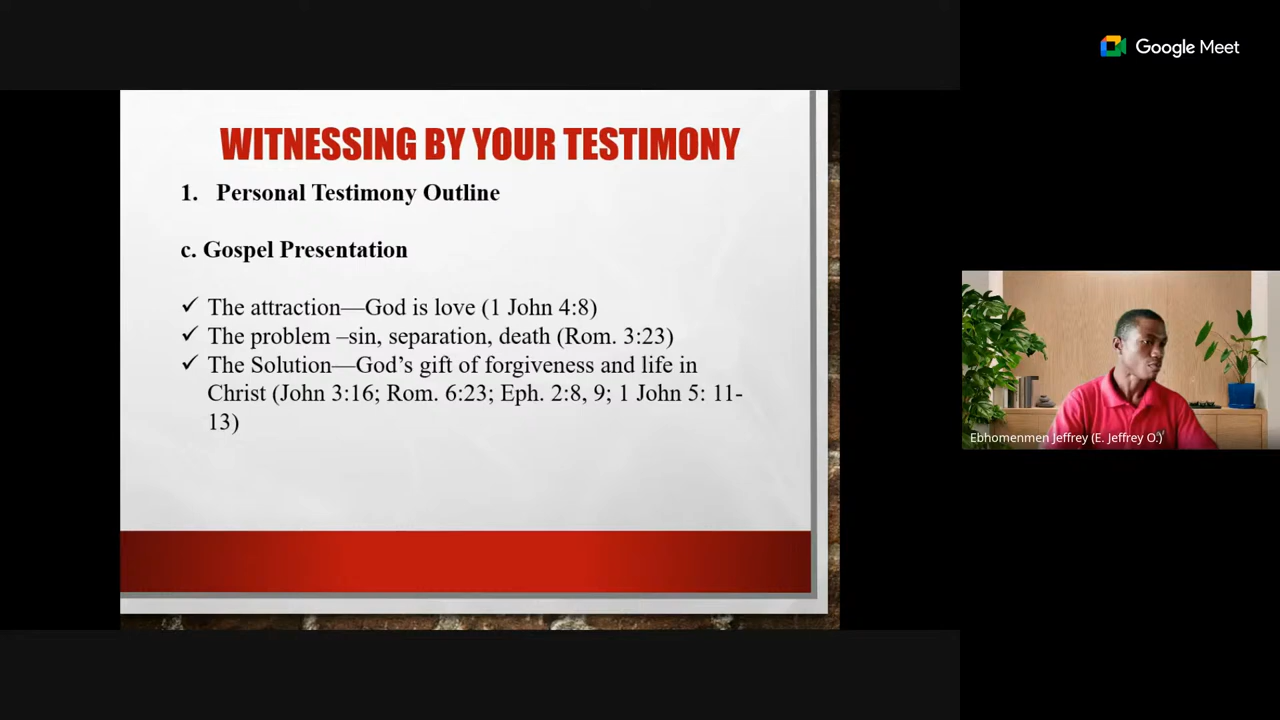 Google Meet
WITNESSING BY YOUR TESTIMONY
1. Personal Testimony Outline
c. Gospel Presentation
✓ The attraction—God is love (1 John 4:8)
✓ The problem –sin, separation, death (Rom. 3:23)
✓ The Solution—God’s gift of forgiveness and life in
Christ (John 3:16; Rom. 6:23; Eph. 2:8, 9; 1 John 5: 11-
13)
Ebhomenmen Jeffrey (E. Jeffrey O.)